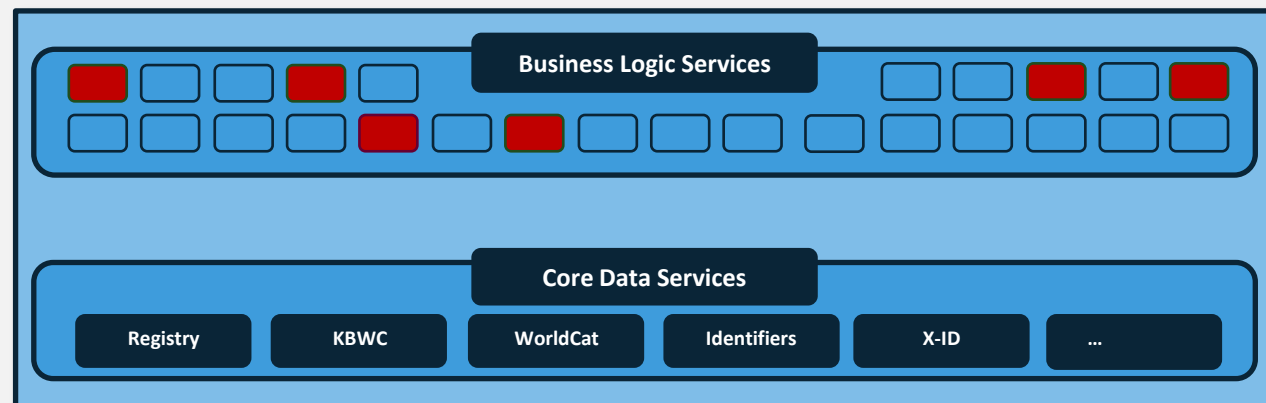 Business Logic Services
Core Data Services
Registry
KBWC
WorldCat
Identifiers
X-ID
...